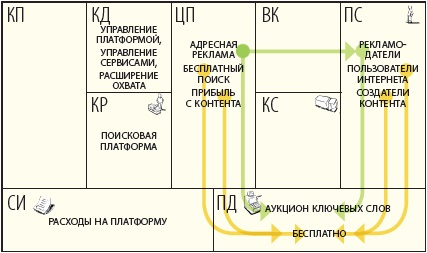 КП
КД
УПРАВЛЕНИЕ
ПЛАТФОРМОЙ,
УПРАВЛЕНИЕ
СЕРВИСАМИ,
РАСШИРЕНИЕ
ОХВАТА
КР
ПОИСКОВАЯ
ПЛАТФОРМА
ЦП
АДРЕСНАЯ
РЕКЛАМА
БЕСПЛАТНЫЙ
ПОИСК
ПРИБЫЛЬ
С КОНТЕНТА
ВК
КС
ПС
РЕКЛАМО-
ДАТЕЛИ
ПОЛЬЗОВАТЕЛИ
ИНТЕРНЕТА
СОЗДАТЕЛИ
КОНТЕНТА
СИ
РАСХОДЫ НА ПЛАТФОРМУ
ПД
АУКЦИОН КЛЮЧЕВЫХ СЛОВ
БЕСПЛАТНО